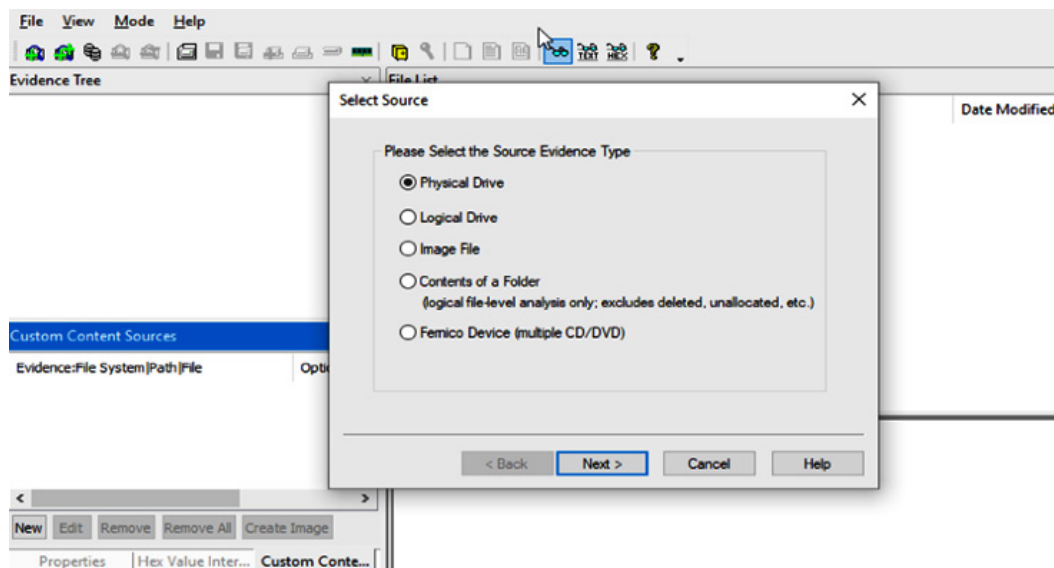 File View Mode Help
TEXT HEX ?
Evidence Tree
File List
Date Modified
Select Source
Please Select the Source Evidence Type
Physical Drive
Logical Drive
Image File
Contents of a Folder
(logical file-level analysis only; excludes deleted, unallocated, etc.)
Fernico Device (multiple CD/DVD)
< Back Next > Cancel Help
Custom Content Sources
Evidence:File System|Path|File
New Edit Remove Remove All Create Image
Properties Hex Value Inter... Custom Conte...